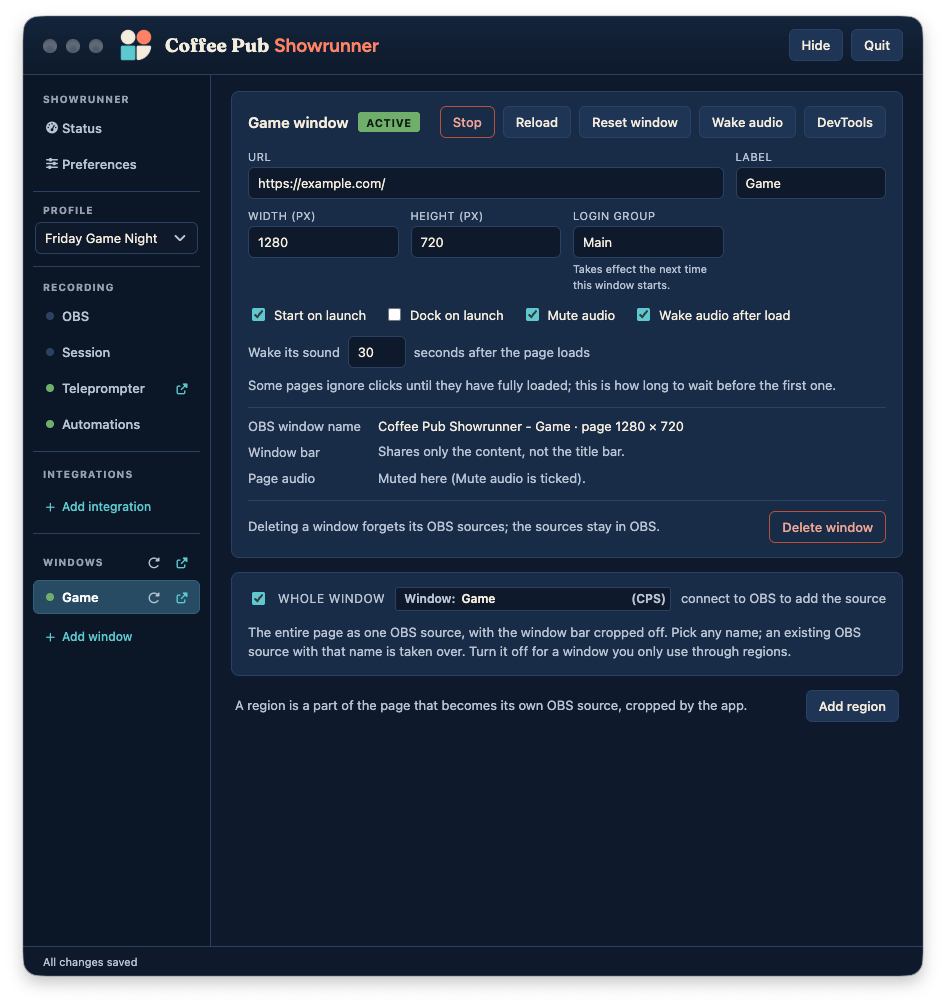 Coffee Pub Showrunner
Hide
Quit
SHOWRUNNER
Status
Preferences
PROFILE
Friday Game Night
RECORDING
OBS
Session
Teleprompter
Automations
INTEGRATIONS
+ Add integration
WINDOWS
Game
+ Add window
Game window ACTIVE Stop Reload Reset window Wake audio DevTools
URL LABEL
https://example.com/ Game
WIDTH (PX) HEIGHT (PX) LOGIN GROUP
1280 720 Main
Takes effect the next time
this window starts.
Start on launch Dock on launch Mute audio Wake audio after load
Wake its sound 30 seconds after the page loads
Some pages ignore clicks until they have fully loaded; this is how long to wait before the first one.
OBS window name Coffee Pub Showrunner - Game · page 1280 × 720
Window bar Shares only the content, not the title bar.
Page audio Muted here (Mute audio is ticked).
Deleting a window forgets its OBS sources; the sources stay in OBS. Delete window
WHOLE WINDOW Window: Game (CPS) connect to OBS to add the source
The entire page as one OBS source, with the window bar cropped off. Pick any name; an existing OBS
source with that name is taken over. Turn it off for a window you only use through regions.
A region is a part of the page that becomes its own OBS source, cropped by the app. Add region
All changes saved